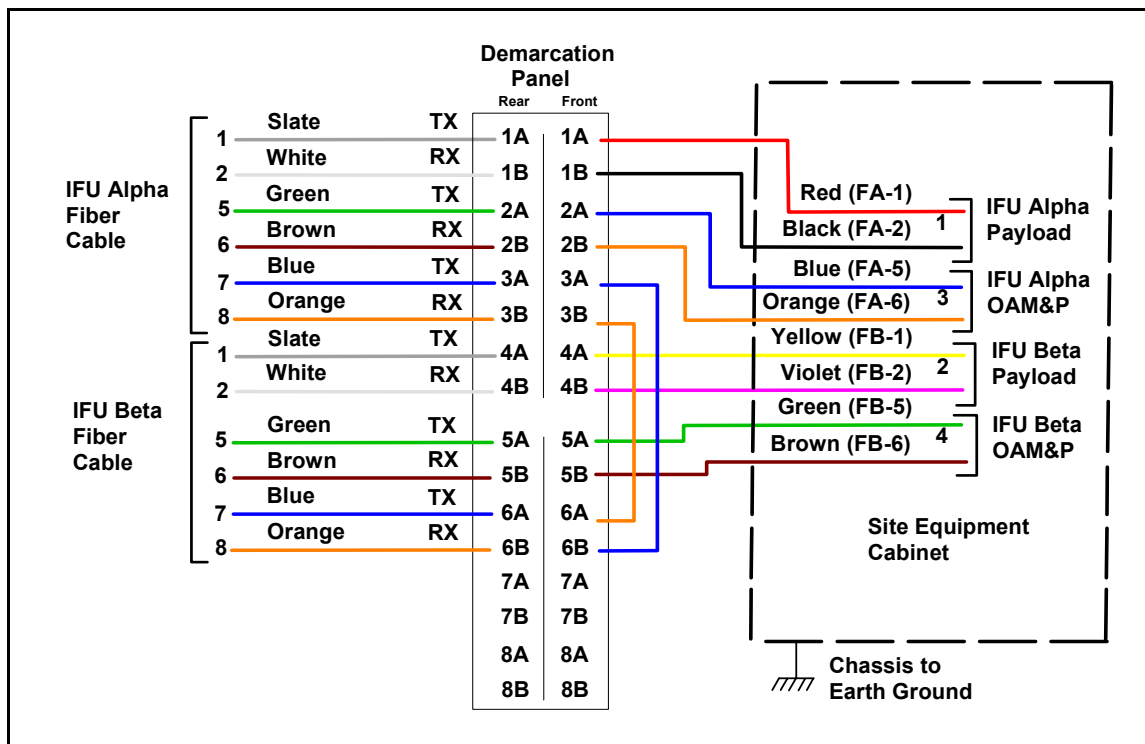 Demarcation
Panel
Rear Front
IFU Alpha
Fiber
Cable
1 Slate TX 1A 1A
2 White RX 1B 1B
5 Green TX 2A 2A
6 Brown RX 2B 2B
7 Blue TX 3A 3A
8 Orange RX 3B 3B
IFU Beta
Fiber
Cable
1 Slate TX 4A 4A
2 White RX 4B 4B
5 Green TX 5A 5A
6 Brown RX 5B 5B
7 Blue TX 6A 6A
8 Orange RX 6B 6B
7A 7A
7B 7B
8A 8A
8B 8B
Red (FA-1)
Black (FA-2)
1
IFU Alpha
Payload
Blue (FA-5)
Orange (FA-6)
3
IFU Alpha
OAM&P
Yellow (FB-1)
Violet (FB-2)
2
IFU Beta
Payload
Green (FB-5)
Brown (FB-6)
4
IFU Beta
OAM&P
Site Equipment
Cabinet
Chassis to
Earth Ground